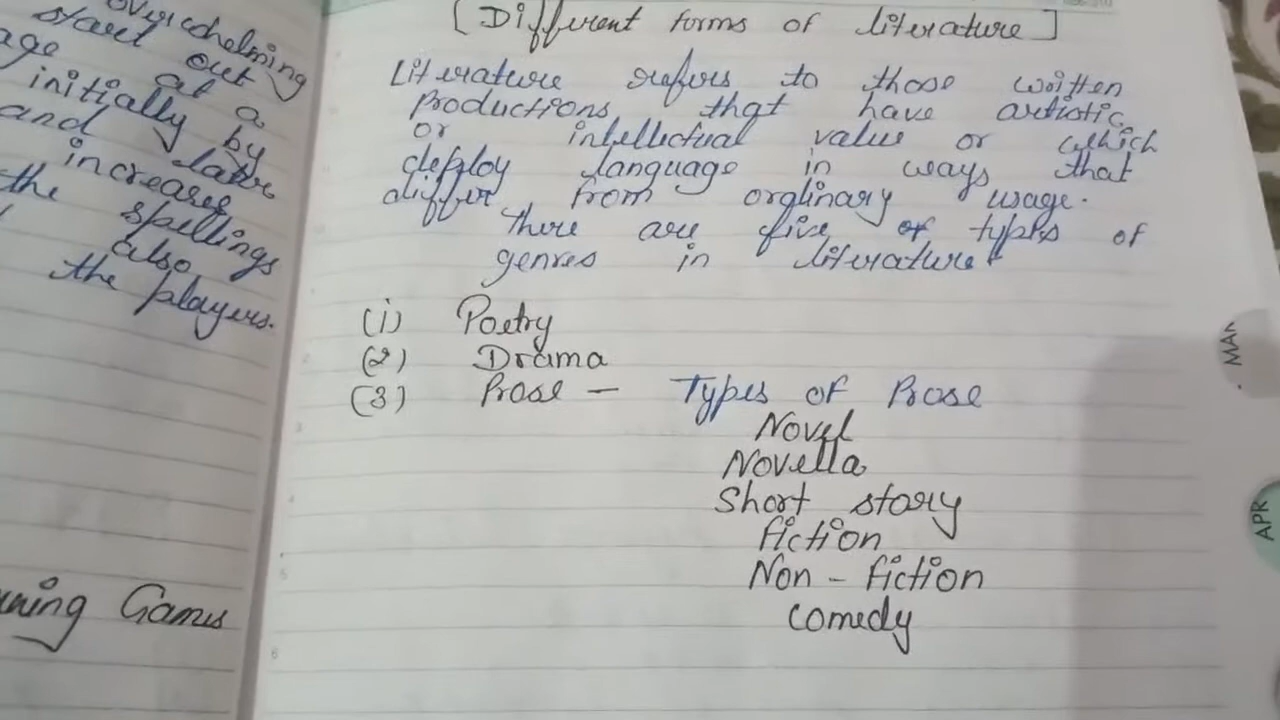 overwhelming
start out
age at a
initially by
and later
increases
the spellings
also
the players.
Games
[Different forms of literature]
Literature refers to those written
productions that have artistic
or intellectual value or which
deploy language in ways that
differ from ordinary usage.
There are five of types of
genres in literature
(1) Poetry
(2) Drama
(3) Prose - Types of Prose
Novel
Novella
Short story
fiction
Non - fiction
comedy
MAR
APR